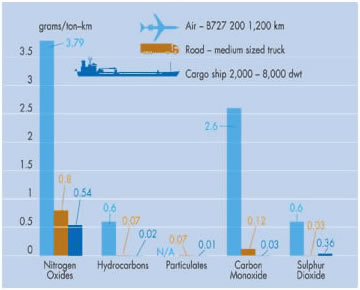 grams/ton–km
Air – B727 200 1,200 km
Road – medium sized truck
Cargo ship 2,000 – 8,000 dwt
3.79
3.5
3
2.5
2
1.5
1
0.5
0
0.8
0.54
0.6
0.07
0.02
N/A
0.07
0.01
2.6
0.12
0.03
0.6
0.03
0.36
Nitrogen
Oxides
Hydrocarbons
Particulates
Carbon
Monoxide
Sulphur
Dioxide